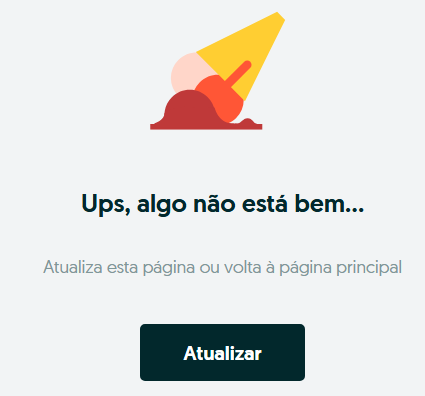 Ups, algo não está bem...
Atualiza esta página ou volta à página principal
Atualizar